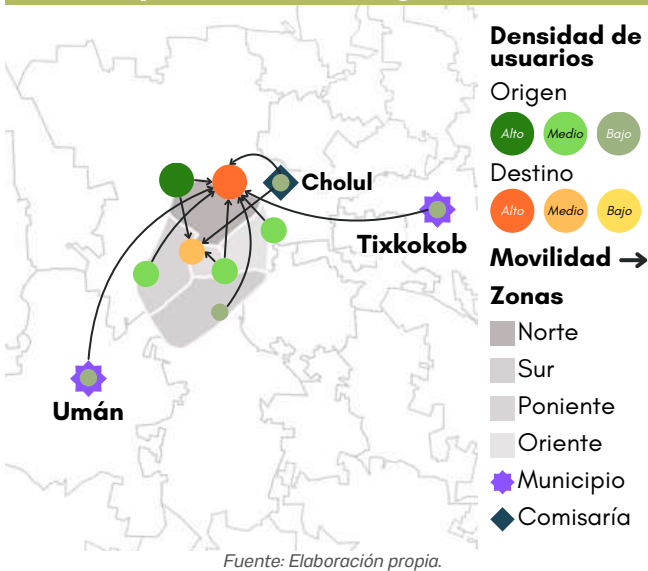 Densidad de
usuarios
Origen
Alto Medio Bajo
Destino
Alto Medio Bajo
Movilidad
Zonas
Norte
Sur
Poniente
Oriente
Municipio
Comisaría
Cholul
Tixkokob
Umán
Fuente: Elaboración propia.